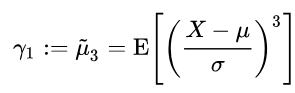 γ₁ := μ̃₃ = E[((X − μ)/σ)³]